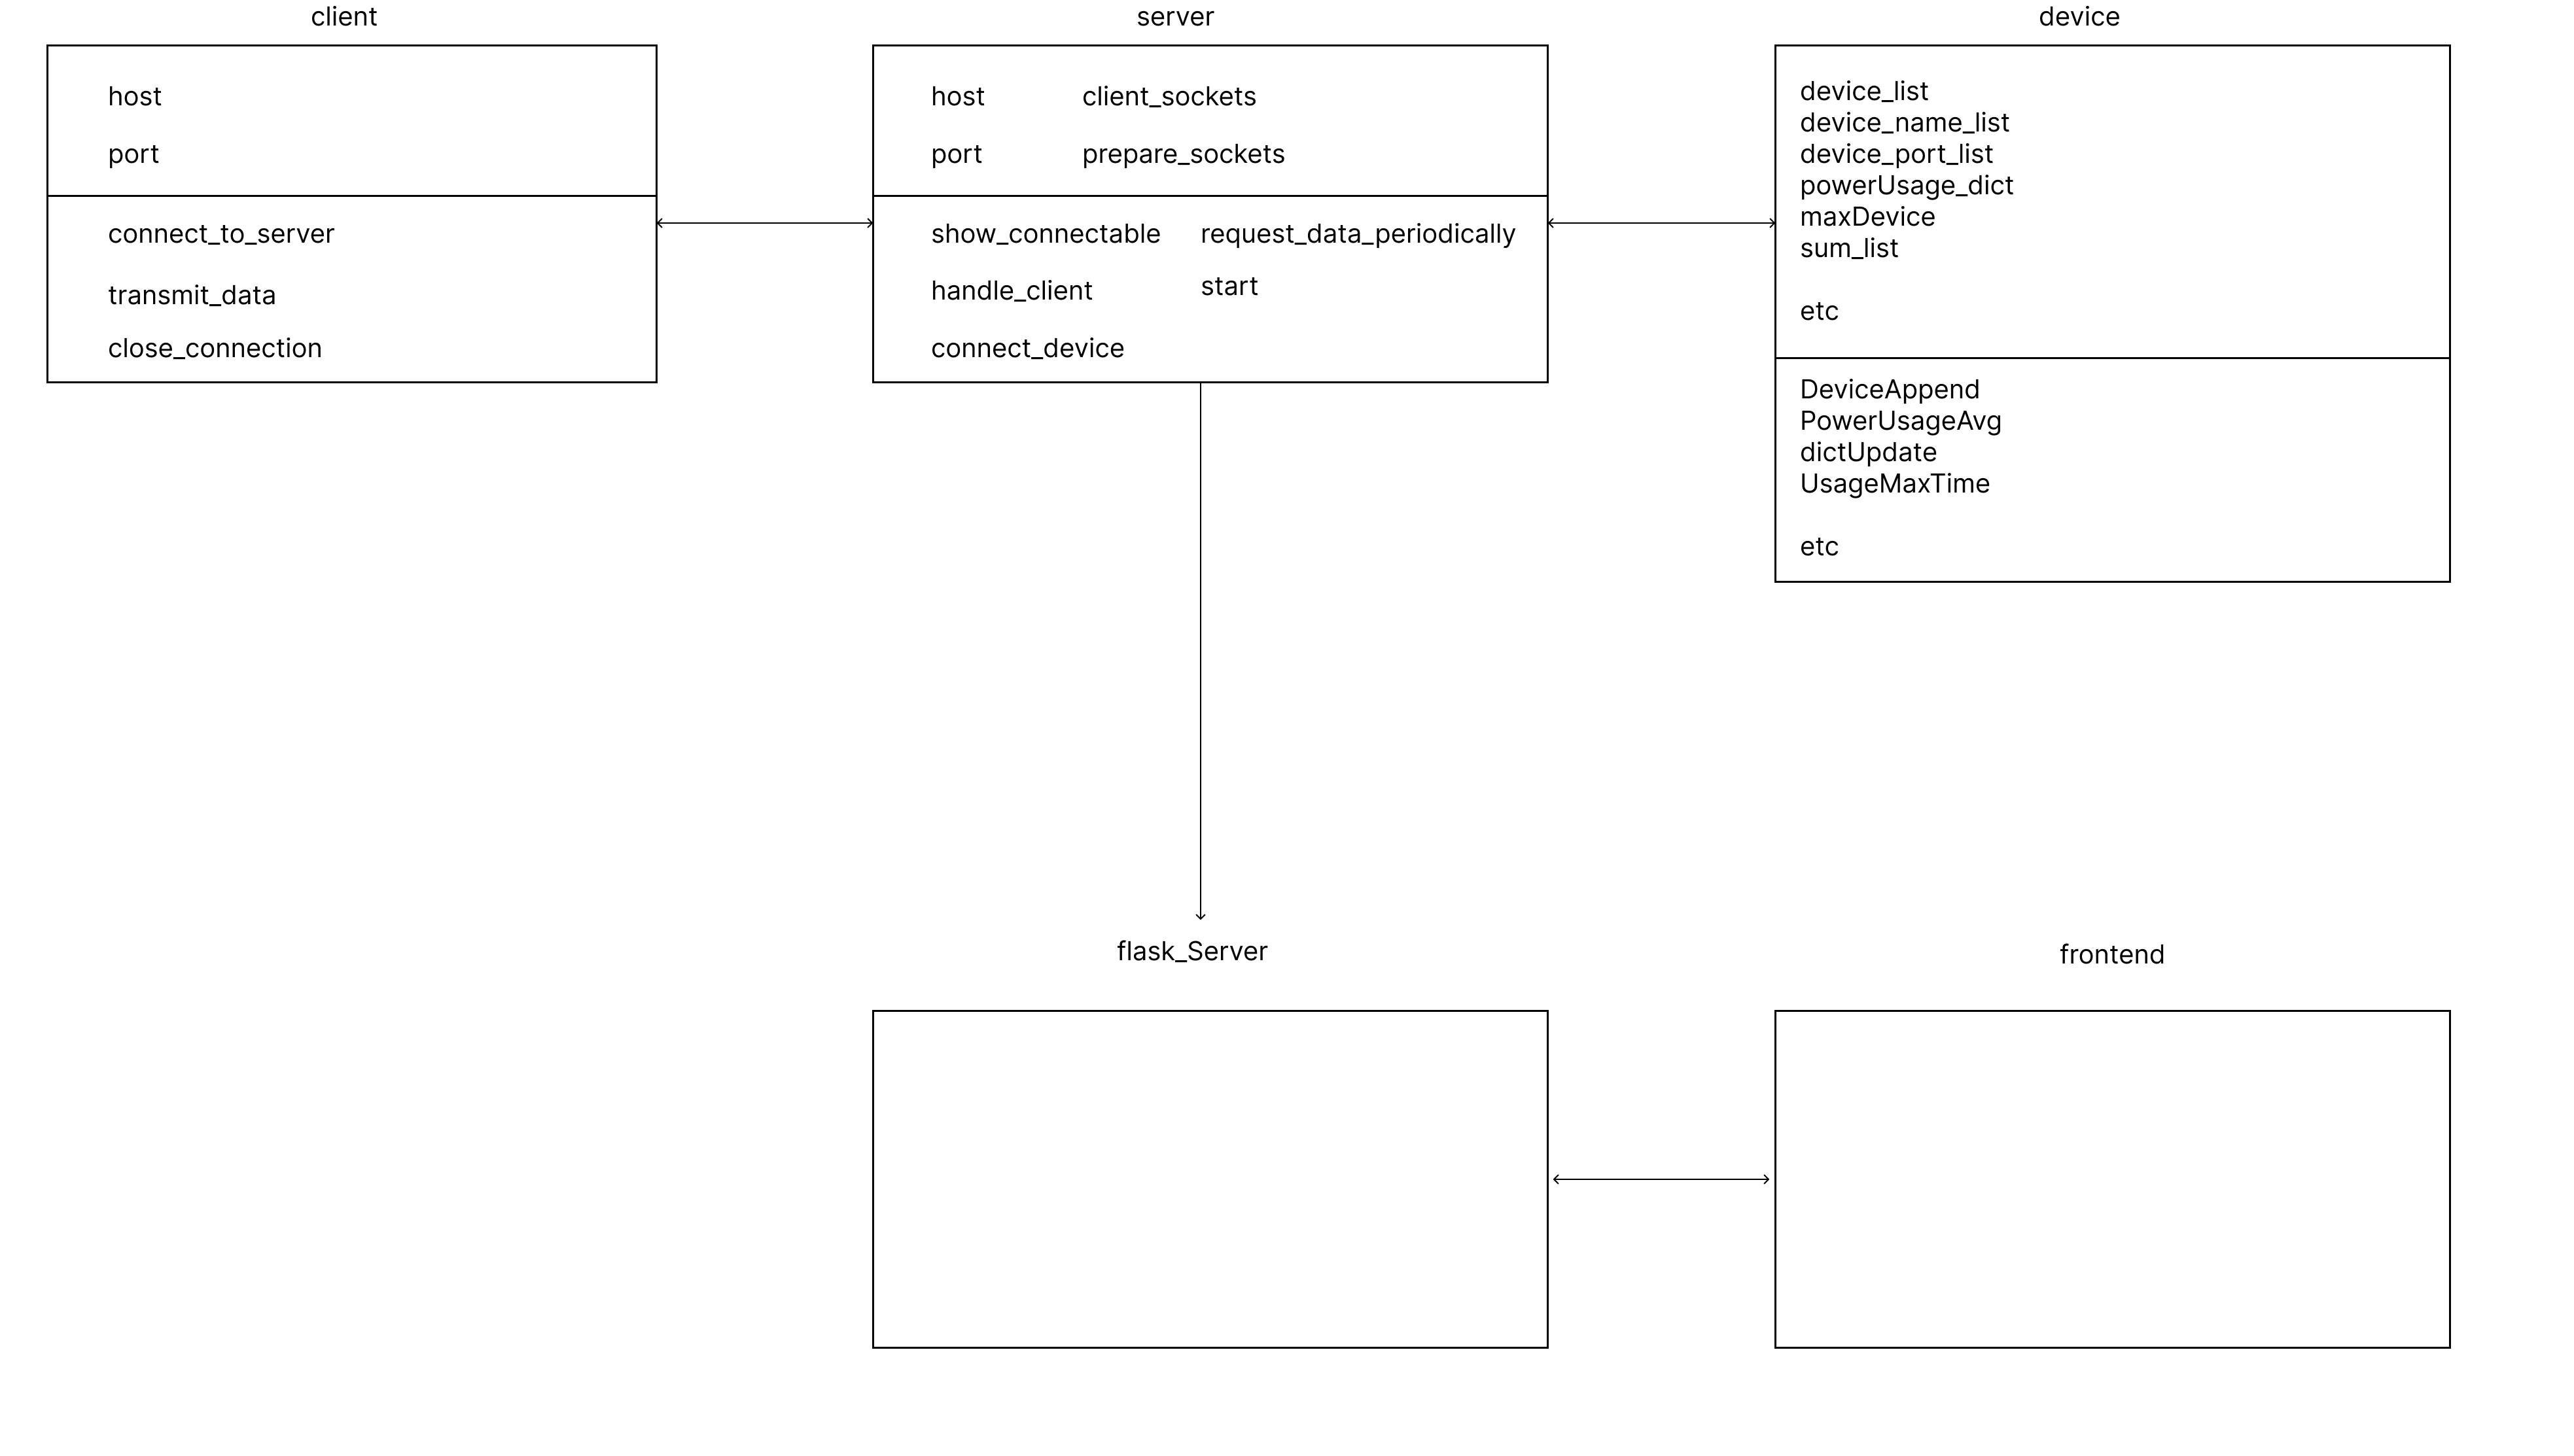 client
host
port
connect_to_server
transmit_data
close_connection
server
host
client_sockets
port
prepare_sockets
show_connectable
request_data_periodically
handle_client
start
connect_device
device
device_list
device_name_list
device_port_list
powerUsage_dict
maxDevice
sum_list
etc
DeviceAppend
PowerUsageAvg
dictUpdate
UsageMaxTime
etc
flask_Server
frontend